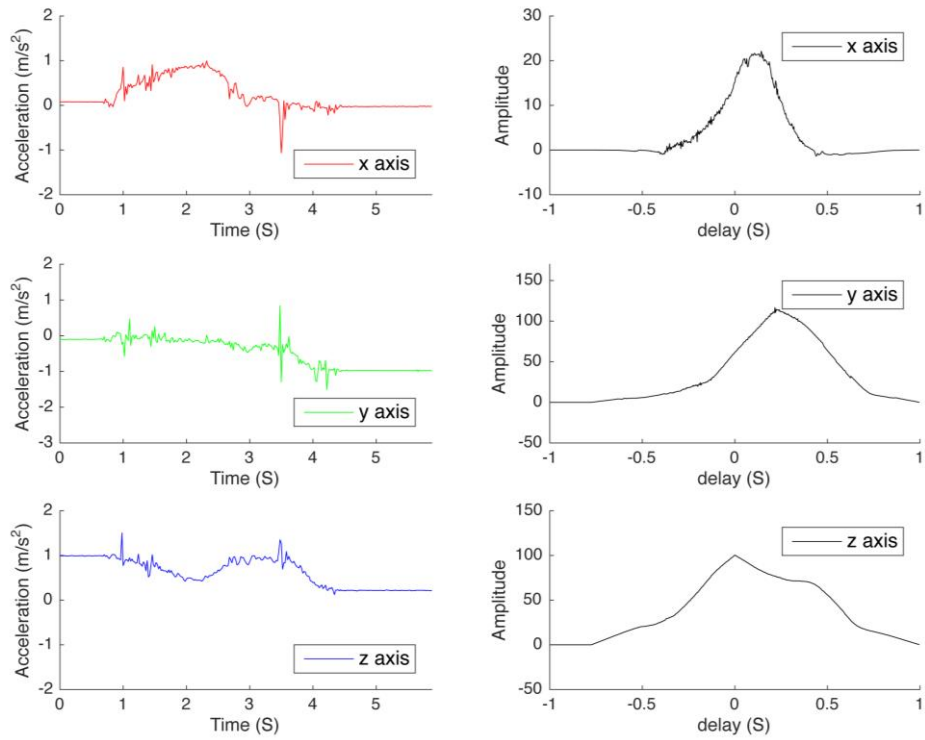 2
1
0
-1
-2
Acceleration (m/s²)
x axis
0 1 2 3 4 5
Time (S)
30
20
10
0
-10
Amplitude
x axis
-1 -0.5 0 0.5 1
delay (S)
2
1
0
-1
-2
-3
Acceleration (m/s²)
y axis
0 1 2 3 4 5
Time (S)
150
100
50
0
-50
Amplitude
y axis
-1 -0.5 0 0.5 1
delay (S)
2
1
0
-1
-2
Acceleration (m/s²)
z axis
0 1 2 3 4 5
Time (S)
150
100
50
0
-50
Amplitude
z axis
-1 -0.5 0 0.5 1
delay (S)